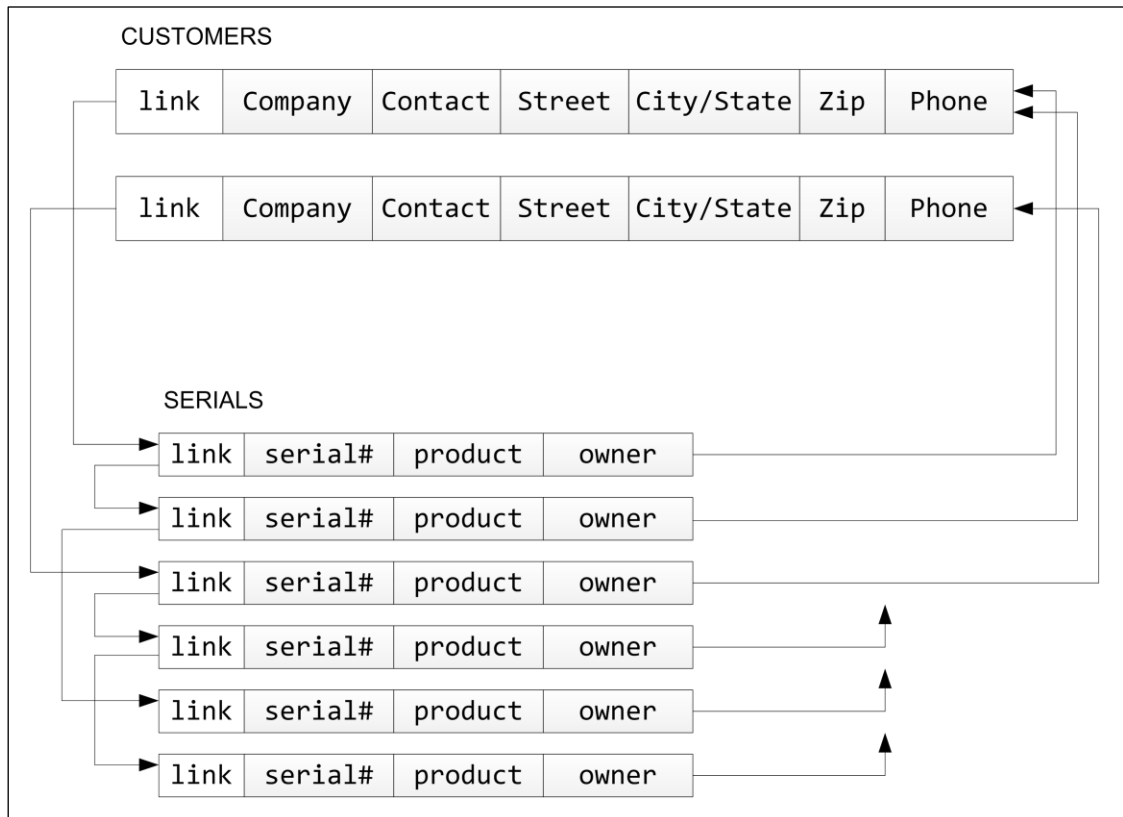 CUSTOMERS
link Company Contact Street City/State Zip Phone
link Company Contact Street City/State Zip Phone
SERIALS
link serial# product owner
link serial# product owner
link serial# product owner
link serial# product owner
link serial# product owner
link serial# product owner